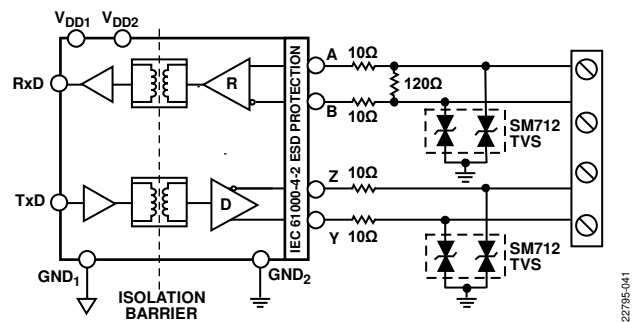 VDD1 VDD2
RxD
R
A
10Ω
120Ω
B
10Ω
SM712
TVS
IEC 61000-4-2 ESD PROTECTION
TxD
D
Z
10Ω
Y
10Ω
SM712
TVS
GND1
GND2
ISOLATION
BARRIER
22795-041